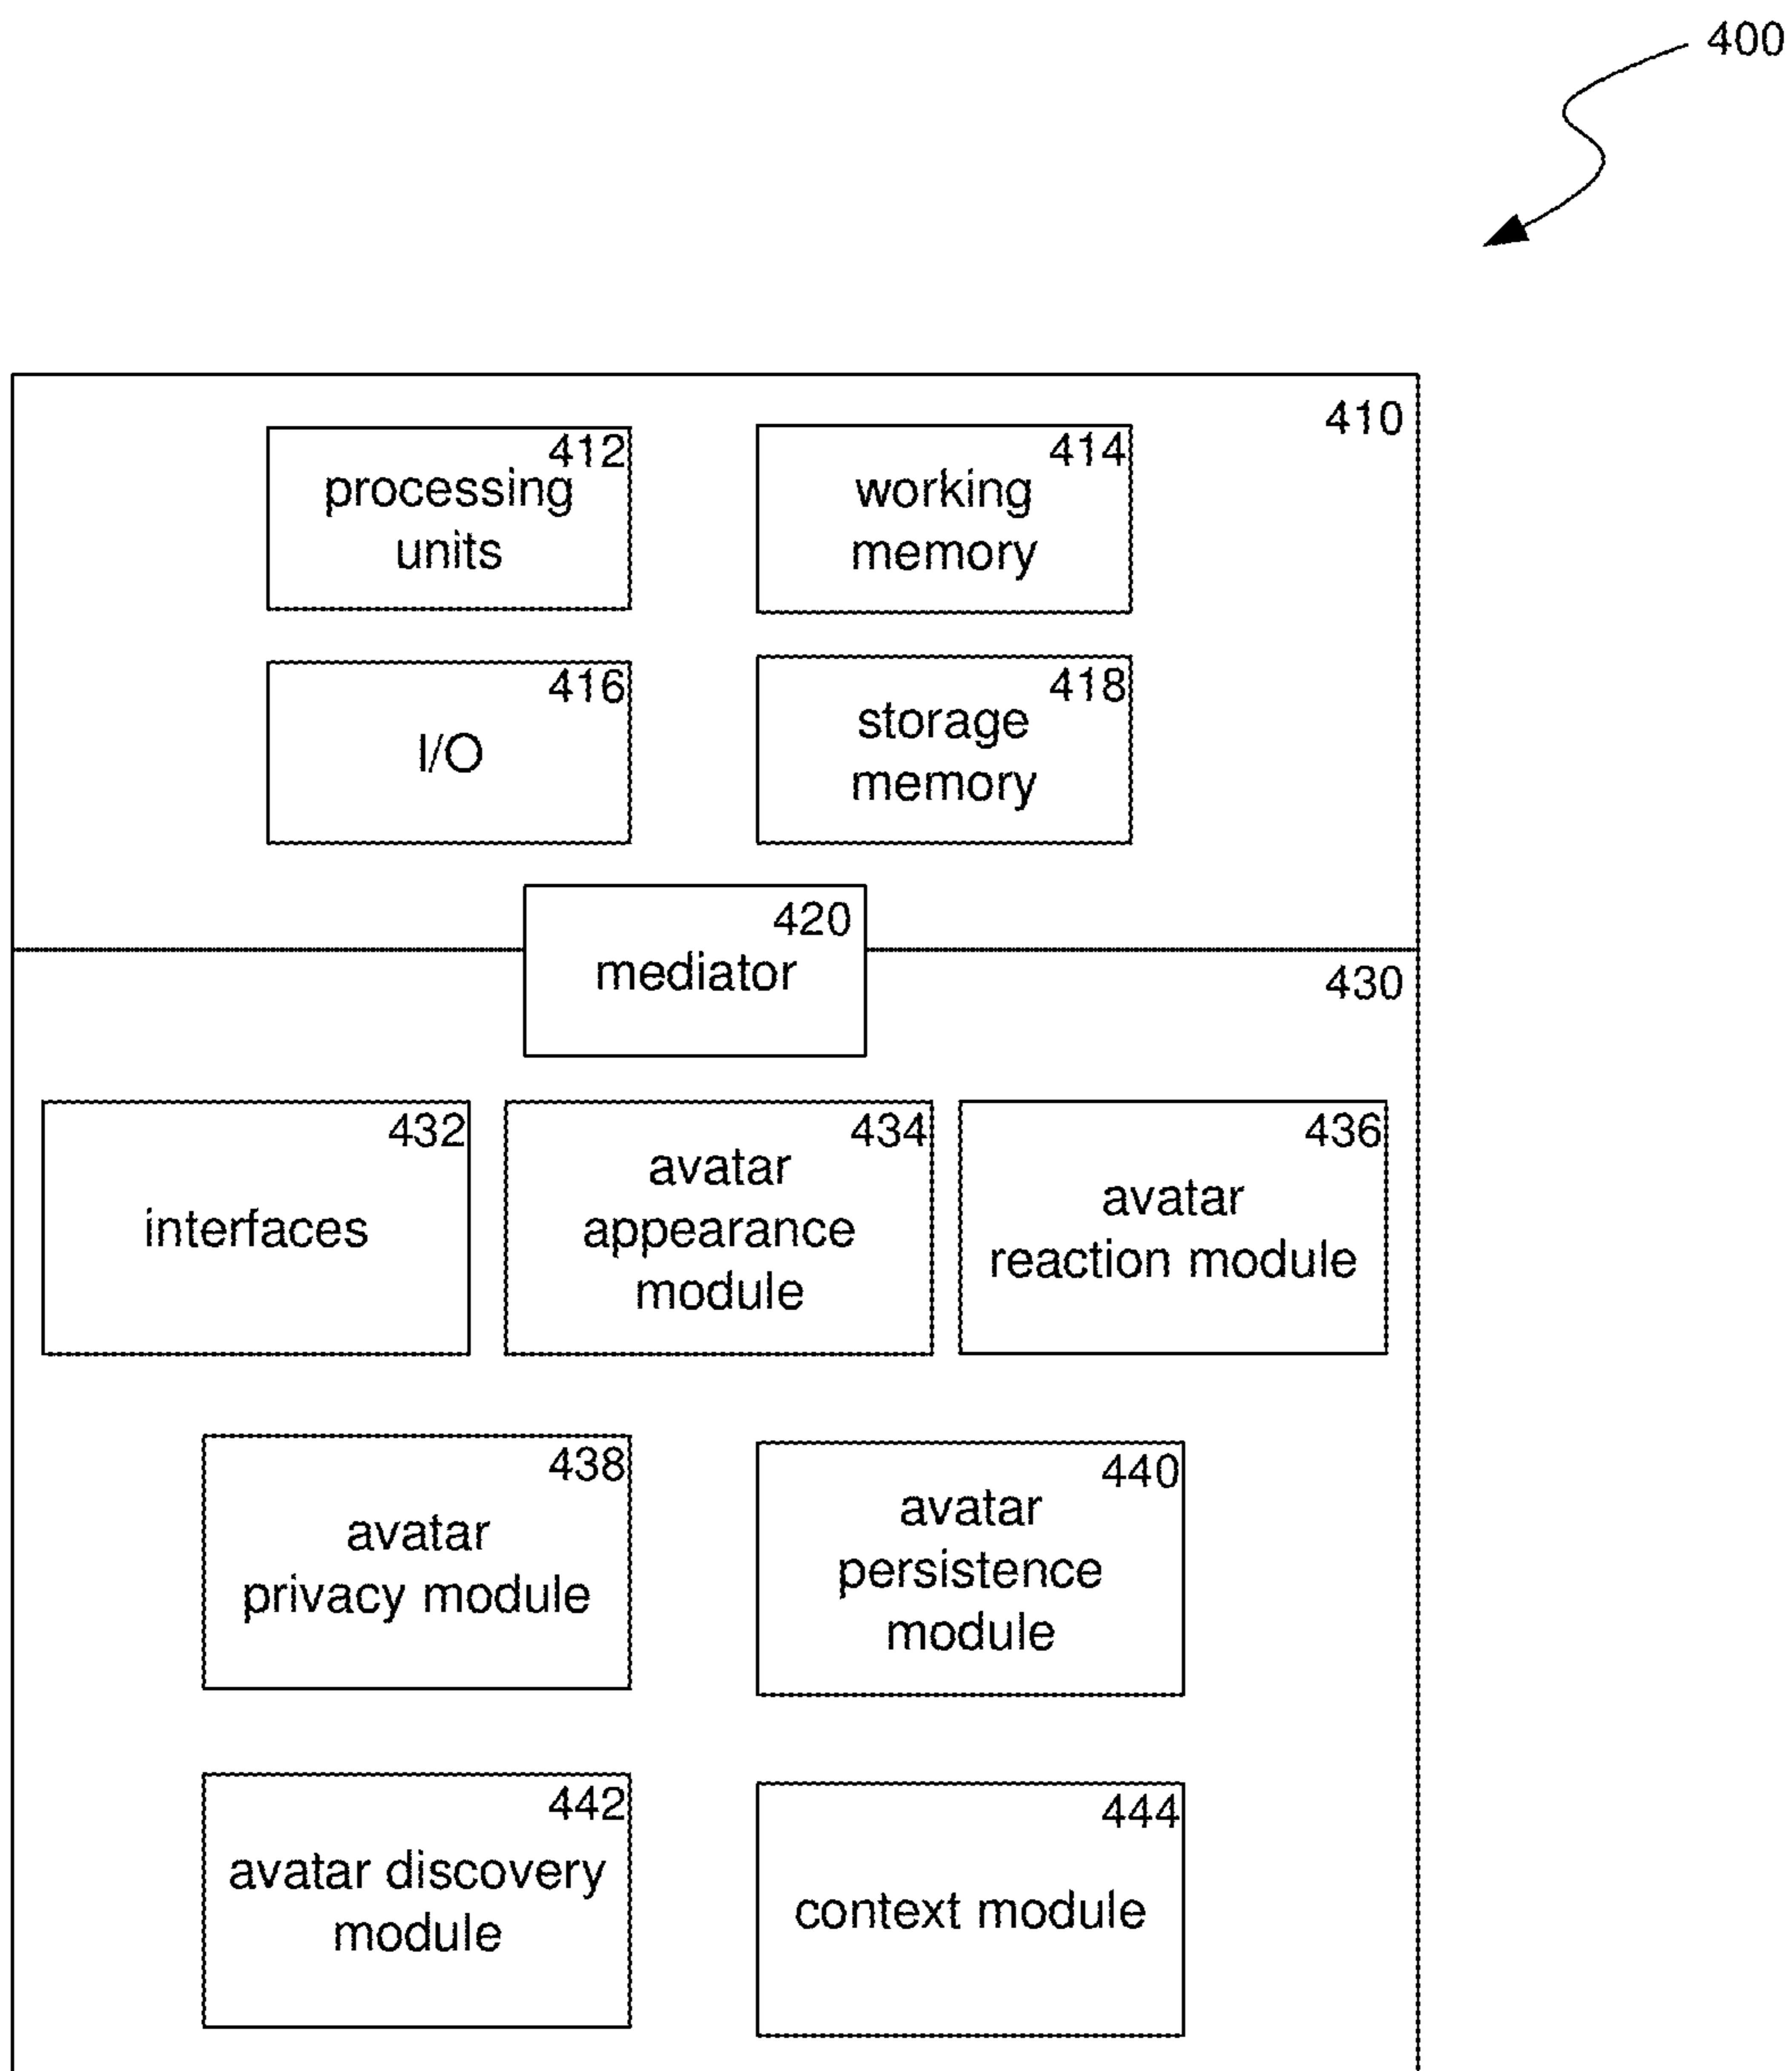 400
410
412
processing
units
414
working
memory
416
I/O
418
storage
memory
420
mediator
430
432
interfaces
434
avatar
appearance
module
436
avatar
reaction module
438
avatar
privacy module
440
avatar
persistence
module
442
avatar discovery
module
444
context module